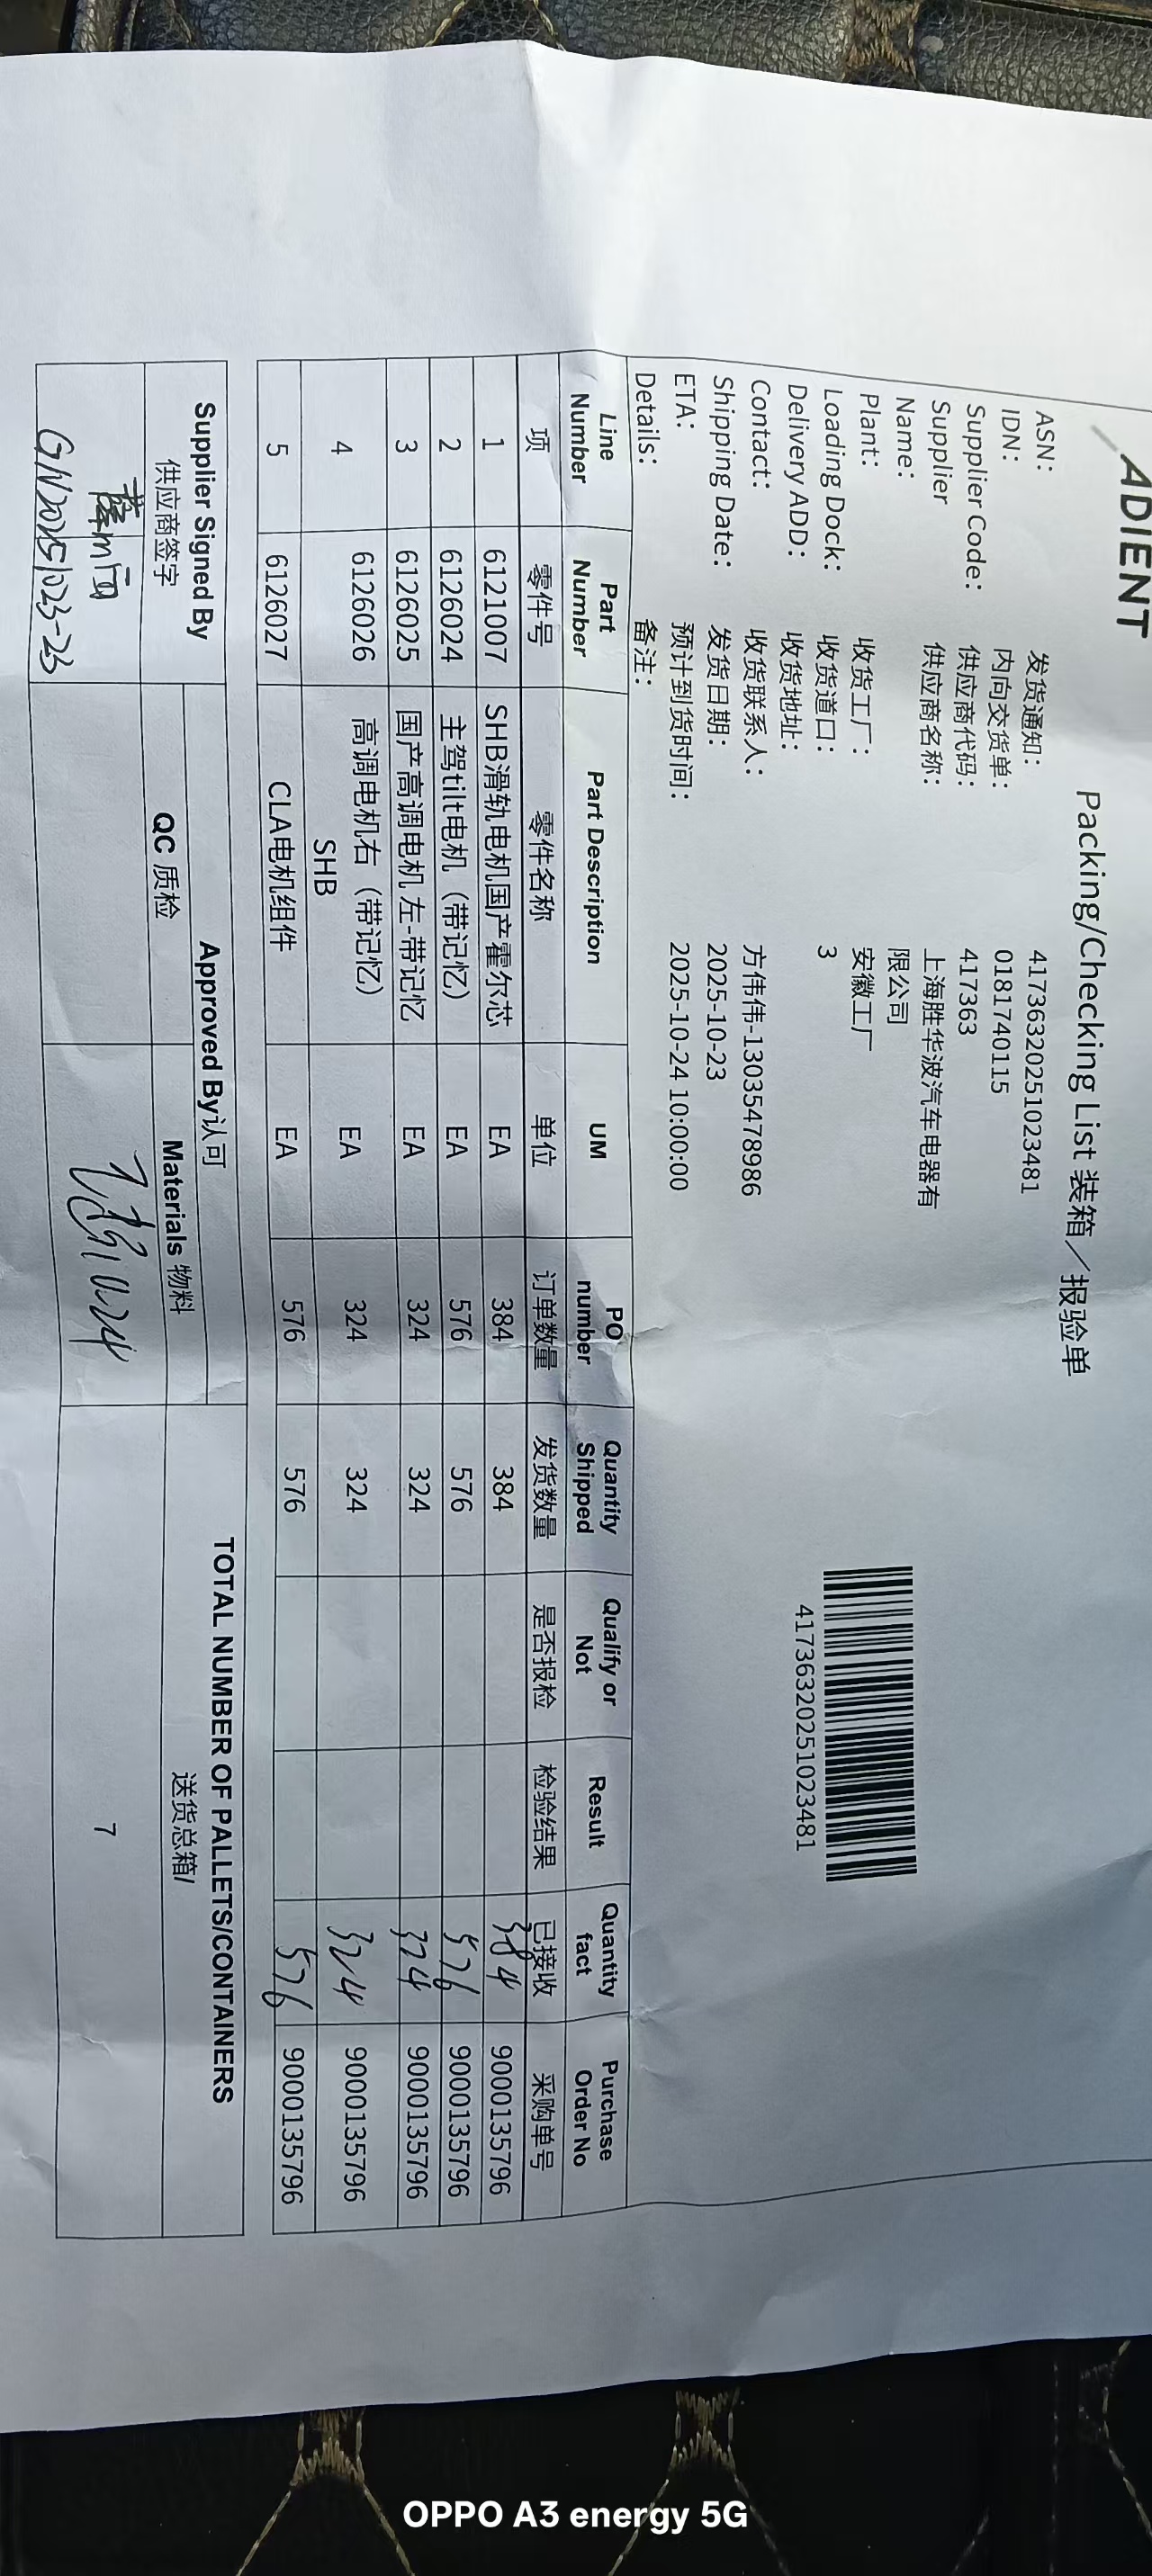 ADIENT
Packing/Checking List 装箱／报验单
ASN: 发货通知: 41736320251023481
IDN: 内向交货单: 0181740115
Supplier Code: 供应商代码: 417363
Supplier Name: 供应商名称: 上海胜华波汽车电器有
限公司
Plant: 收货工厂: 安徽工厂
Loading Dock: 收货道口: 3
Delivery ADD: 收货地址:
Contact: 收货联系人: 方伟伟-13035478986
Shipping Date: 发货日期: 2025-10-23
ETA: 预计到货时间: 2025-10-24 10:00:00
Details: 备注:
41736320251023481
Line Number Part Number Part Description UM PO number Quantity Shipped Qualify or Not Result Quantity fact Purchase Order No
项 零件号 零件名称 单位 订单数量 发货数量 是否报检 检验结果 已接收 采购单号
1 6121007 SHB滑轨电机国产霍尔芯 EA 384 384 384 9000135796
2 6126024 主驾tilt电机（带记忆） EA 576 576 576 9000135796
3 6126025 国产高调电机 左-带记忆 EA 324 324 324 9000135796
4 6126026 高调电机右（带记忆） EA 324 324 324 9000135796
SHB
5 6126027 CLA电机组件 EA 576 576 576 9000135796
Supplier Signed By Approved By认可 TOTAL NUMBER OF PALLETS/CONTAINERS
供应商签字 QC 质检 Materials 物料 送货总箱/
7
GN20251023-23
OPPO A3 energy 5G